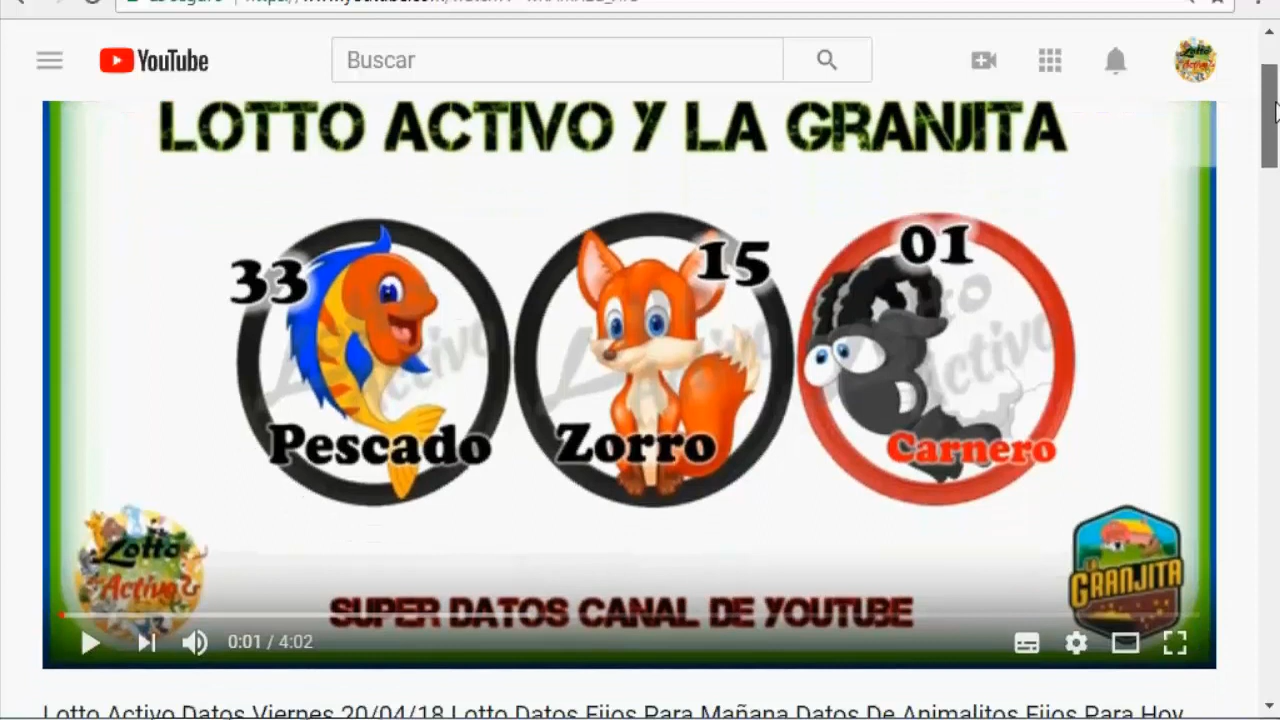 YouTube
Buscar
LOTTO ACTIVO Y LA GRANJITA
33
15
01
Pescado
Zorro
Carnero
Lotto
Activo
LA
GRANJITA
SUPER DATOS CANAL DE YOUTUBE
0:01 / 4:02
Lotto Activo Datos Viernes 20/04/18 Lotto Datos Fijos Para Mañana Datos De Animalitos Fijos Para Hoy